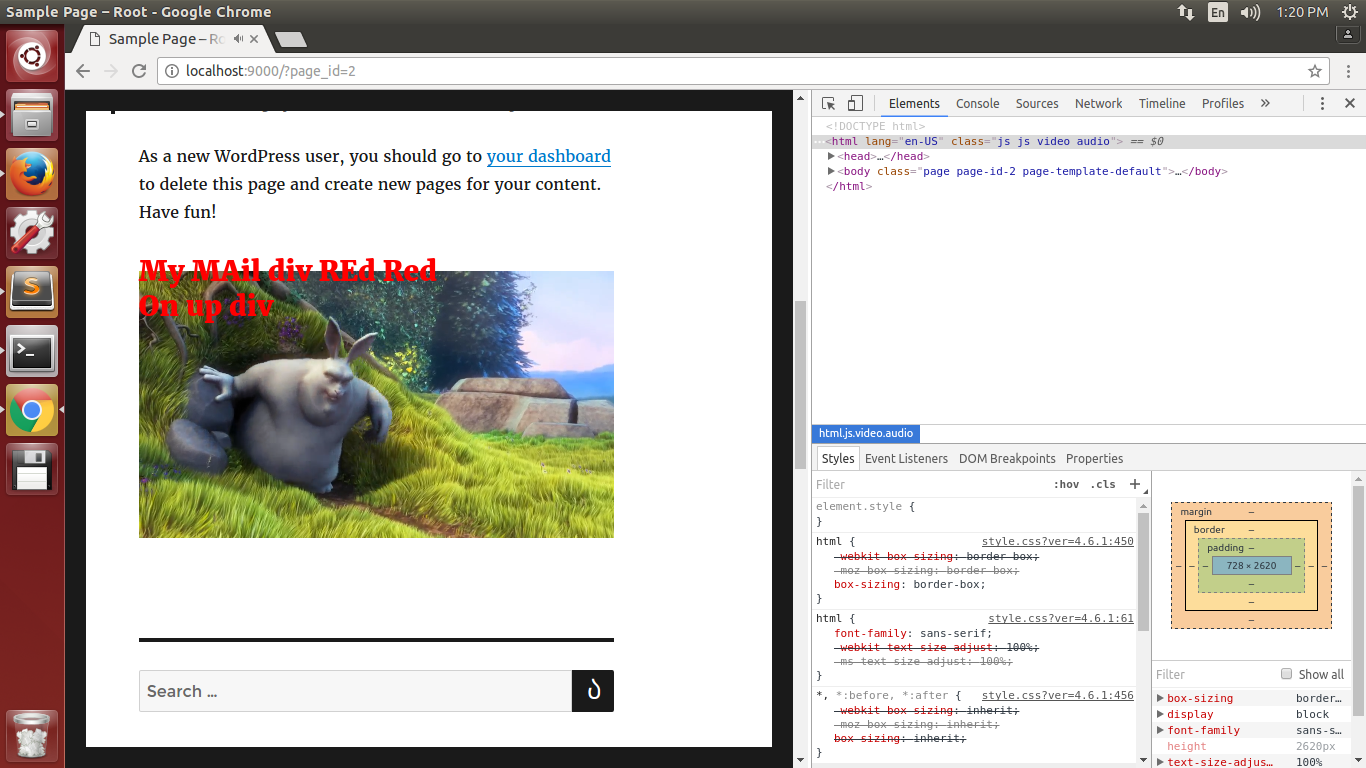 Sample Page – Root - Google Chrome
En
1:20 PM
Sample Page – Ro
localhost:9000/?page_id=2
As a new WordPress user, you should go to your dashboard
to delete this page and create new pages for your content.
Have fun!
My MAil div REd Red
On up div
Search …
Elements Console Sources Network Timeline Profiles »
<!DOCTYPE html>
…<html lang="en-US" class="js js video audio"> == $0
▶<head>…</head>
▶<body class="page page-id-2 page-template-default">…</body>
</html>
html.js.video.audio
Styles Event Listeners DOM Breakpoints Properties
Filter :hov .cls +
element.style {
}
html { style.css?ver=4.6.1:450
-webkit-box-sizing: border-box;
-moz-box-sizing: border-box;
box-sizing: border-box;
}
html { style.css?ver=4.6.1:61
font-family: sans-serif;
-webkit-text-size-adjust: 100%;
-ms-text-size-adjust: 100%;
}
*, *:before, *:after { style.css?ver=4.6.1:456
-webkit-box-sizing: inherit;
-moz-box-sizing: inherit;
box-sizing: inherit;
}
margin –
border –
padding –
– – – 728 × 2620 – – –
–
–
–
Filter Show all
▶ box-sizing border…
▶ display block
▶ font-family sans-s…
height 2620px
▶ text-size-adjus… 100%